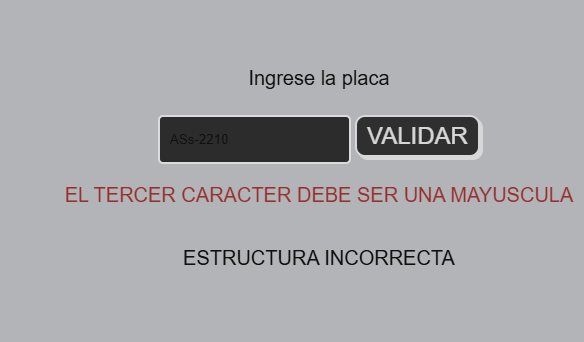 Ingrese la placa
ASs-2210 VALIDAR
EL TERCER CARACTER DEBE SER UNA MAYUSCULA
ESTRUCTURA INCORRECTA